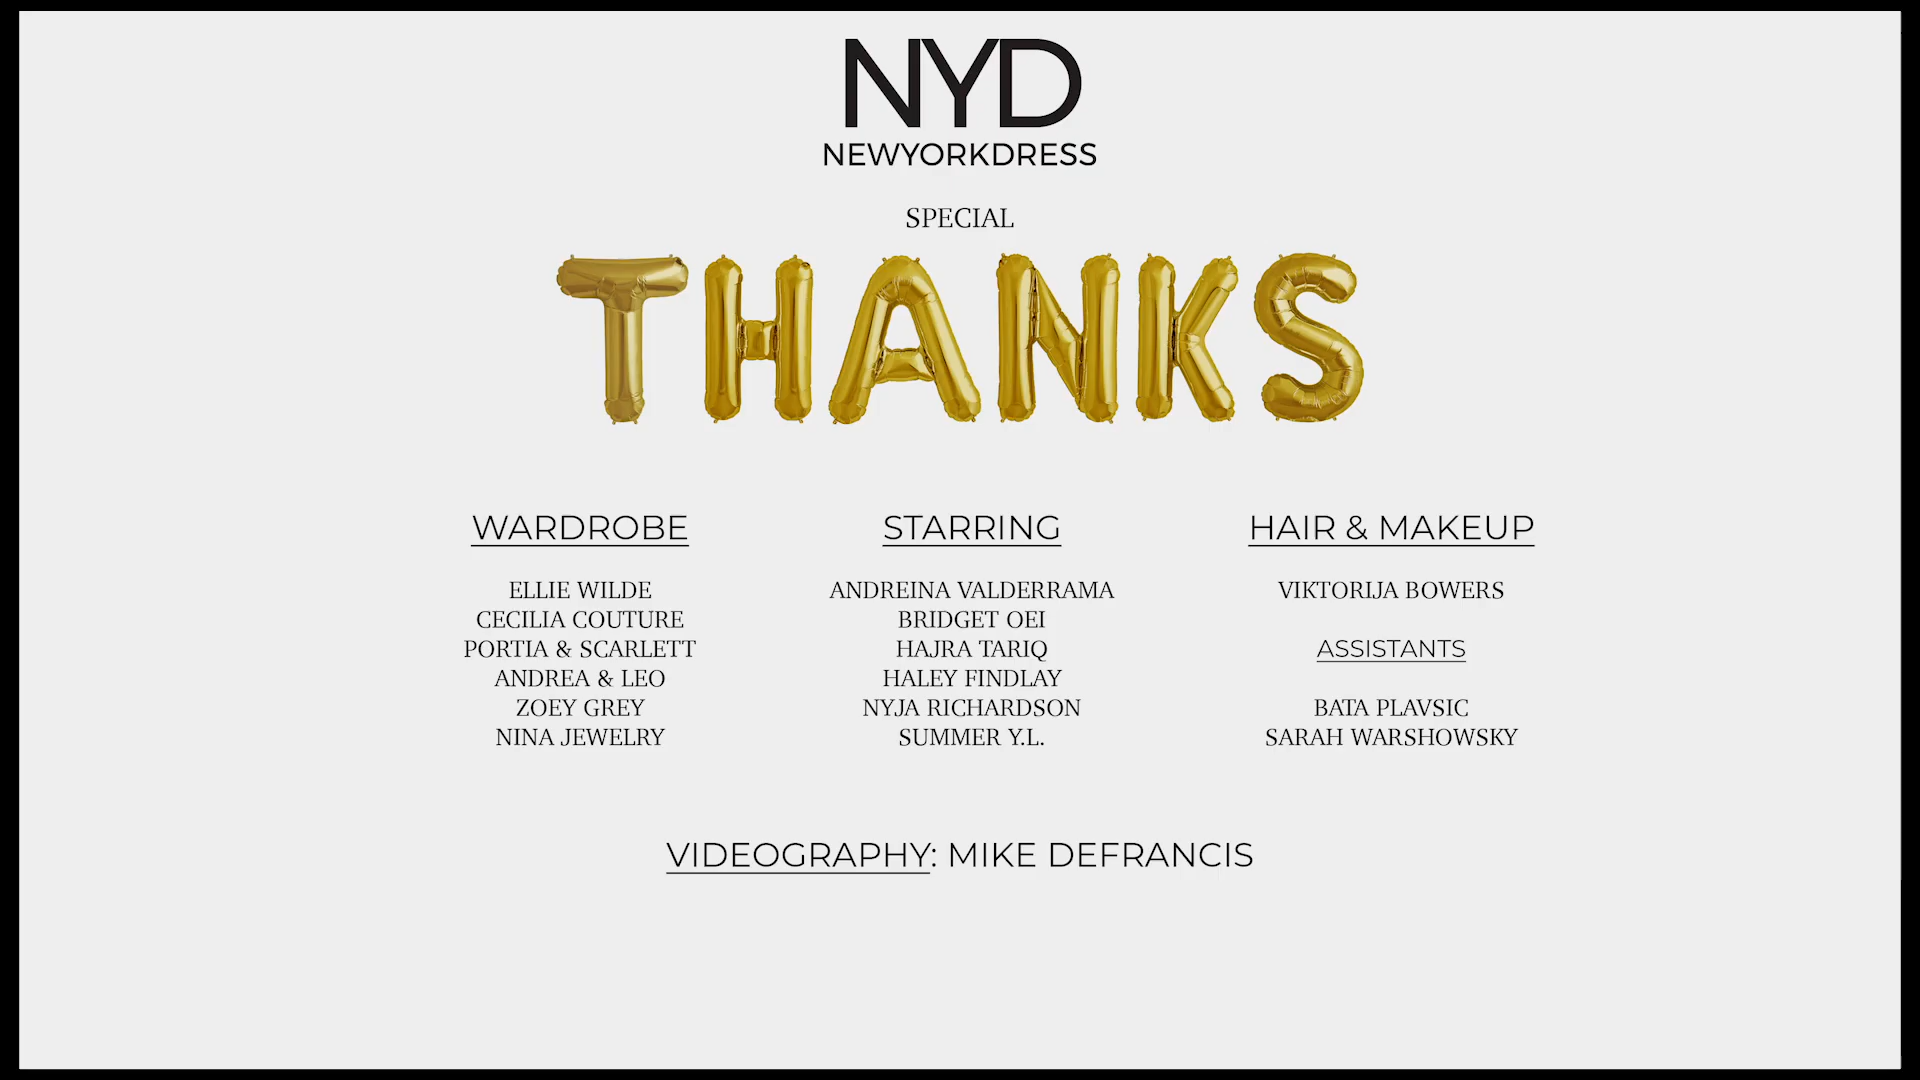 NYD
NEWYORKDRESS
SPECIAL
THANKS
WARDROBE
ELLIE WILDE
CECILIA COUTURE
PORTIA & SCARLETT
ANDREA & LEO
ZOEY GREY
NINA JEWELRY
STARRING
ANDREINA VALDERRAMA
BRIDGET OEI
HAJRA TARIQ
HALEY FINDLAY
NYJA RICHARDSON
SUMMER Y.L.
HAIR & MAKEUP
VIKTORIJA BOWERS
ASSISTANTS
BATA PLAVSIC
SARAH WARSHOWSKY
VIDEOGRAPHY: MIKE DEFRANCIS